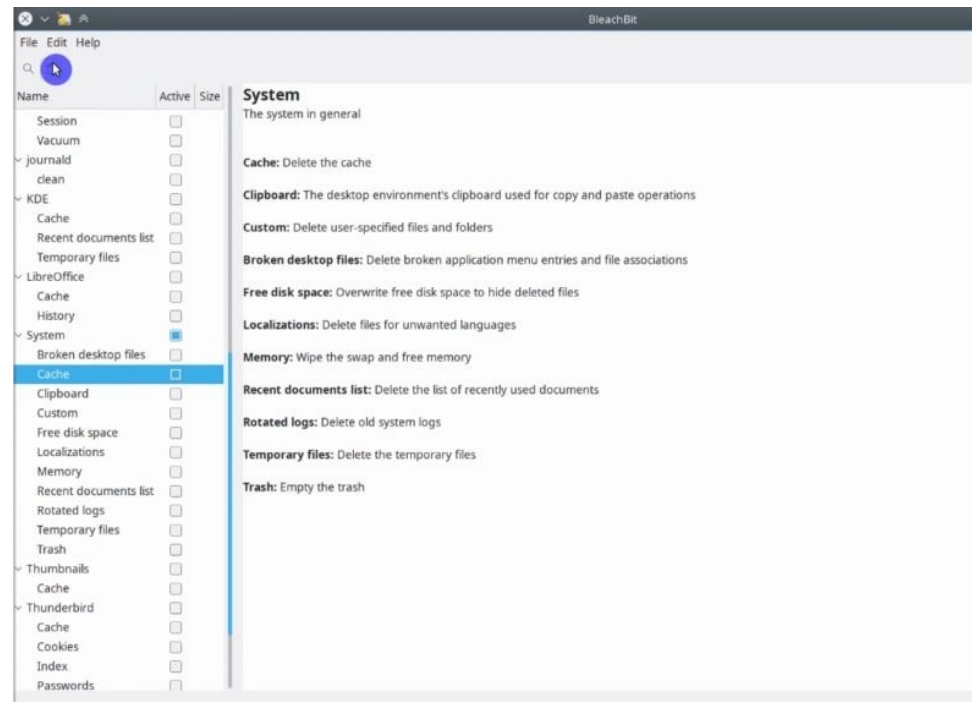 BleachBit
File Edit Help
Name Active Size
Session
Vacuum
journald
clean
KDE
Cache
Recent documents list
Temporary files
LibreOffice
Cache
History
System
Broken desktop files
Cache
Clipboard
Custom
Free disk space
Localizations
Memory
Recent documents list
Rotated logs
Temporary files
Trash
Thumbnails
Cache
Thunderbird
Cache
Cookies
Index
Passwords
System
The system in general
Cache: Delete the cache
Clipboard: The desktop environment's clipboard used for copy and paste operations
Custom: Delete user-specified files and folders
Broken desktop files: Delete broken application menu entries and file associations
Free disk space: Overwrite free disk space to hide deleted files
Localizations: Delete files for unwanted languages
Memory: Wipe the swap and free memory
Recent documents list: Delete the list of recently used documents
Rotated logs: Delete old system logs
Temporary files: Delete the temporary files
Trash: Empty the trash